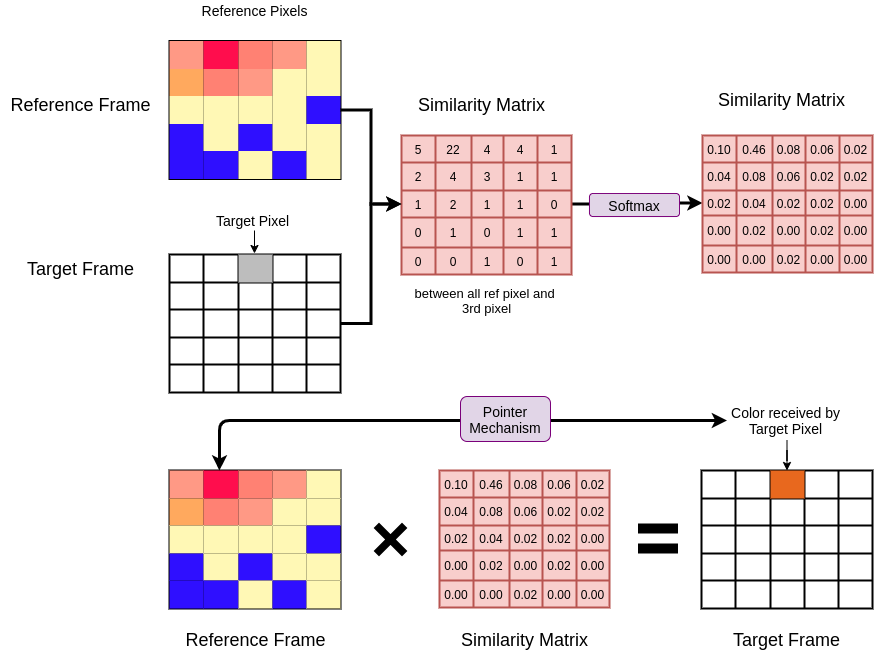 Reference Pixels
Reference Frame
Target Pixel
Target Frame
Similarity Matrix
5 22 4 4 1
2 4 3 1 1
1 2 1 1 0
0 1 0 1 1
0 0 1 0 1
between all ref pixel and
3rd pixel
Softmax
Similarity Matrix
0.10 0.46 0.08 0.06 0.02
0.04 0.08 0.06 0.02 0.02
0.02 0.04 0.02 0.02 0.00
0.00 0.02 0.00 0.02 0.00
0.00 0.00 0.02 0.00 0.00
Pointer
Mechanism
Color received by
Target Pixel
0.10 0.46 0.08 0.06 0.02
0.04 0.08 0.06 0.02 0.02
0.02 0.04 0.02 0.02 0.00
0.00 0.02 0.00 0.02 0.00
0.00 0.00 0.02 0.00 0.00
Reference Frame
Similarity Matrix
Target Frame